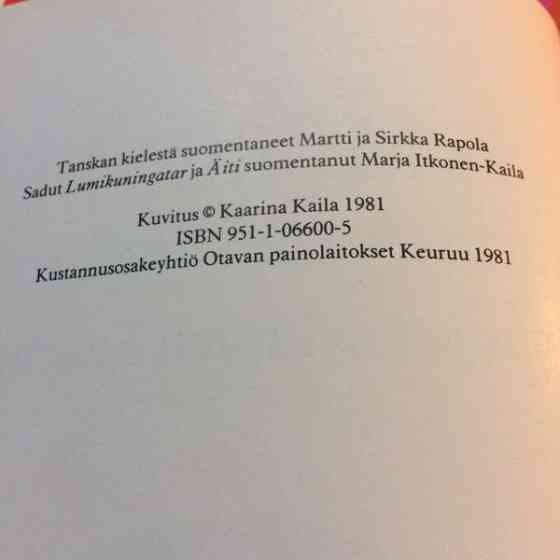 Tanskan kielestä suomentaneet Martti ja Sirkka Rapola
Sadut Lumikuningatar ja Äiti suomentanut Marja Itkonen-Kaila
Kuvitus © Kaarina Kaila 1981
ISBN 951-1-06600-5
Kustannusosakeyhtiö Otavan painolaitokset Keuruu 1981